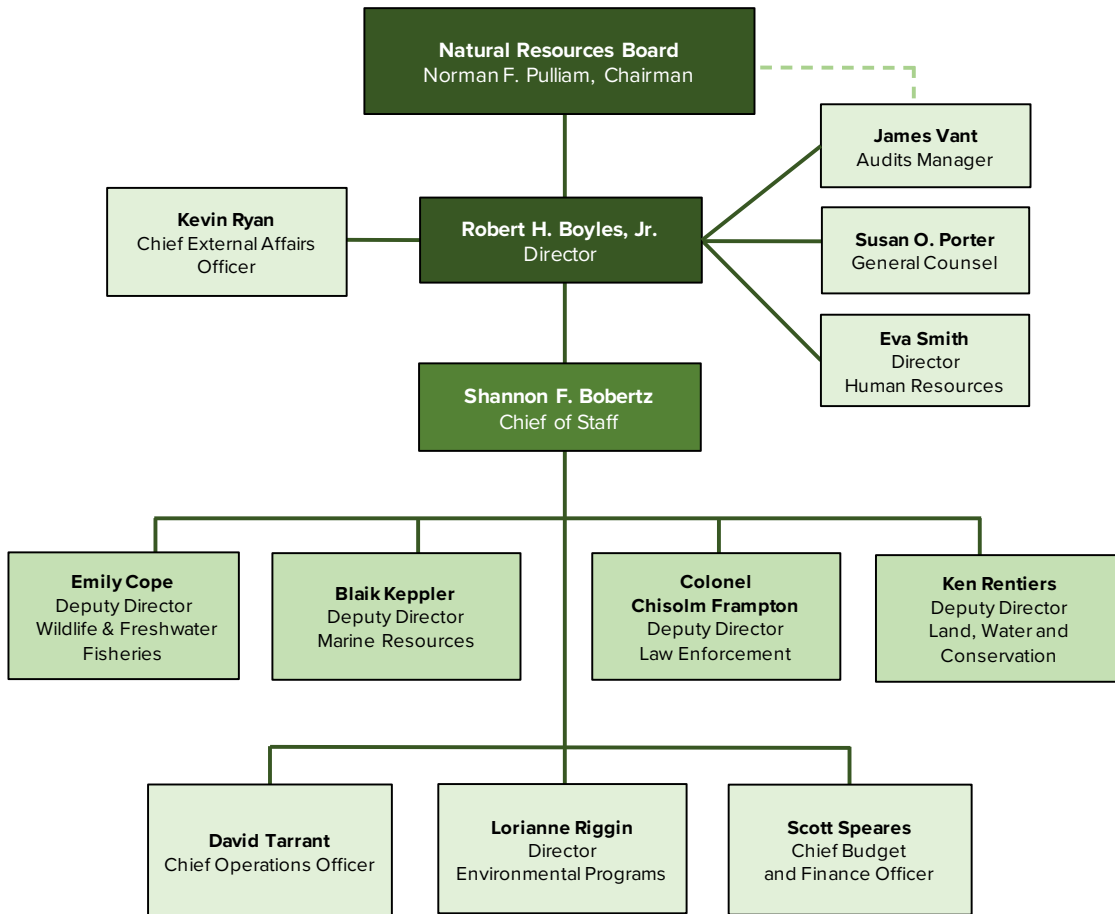 Natural Resources Board
Norman F. Pulliam, Chairman
James Vant
Audits Manager
Kevin Ryan
Chief External Affairs
Officer
Robert H. Boyles, Jr.
Director
Susan O. Porter
General Counsel
Eva Smith
Director
Human Resources
Shannon F. Bobertz
Chief of Staff
Emily Cope
Deputy Director
Wildlife & Freshwater
Fisheries
Blaik Keppler
Deputy Director
Marine Resources
Colonel
Chisolm Frampton
Deputy Director
Law Enforcement
Ken Rentiers
Deputy Director
Land, Water and
Conservation
David Tarrant
Chief Operations Officer
Lorianne Riggin
Director
Environmental Programs
Scott Speares
Chief Budget
and Finance Officer